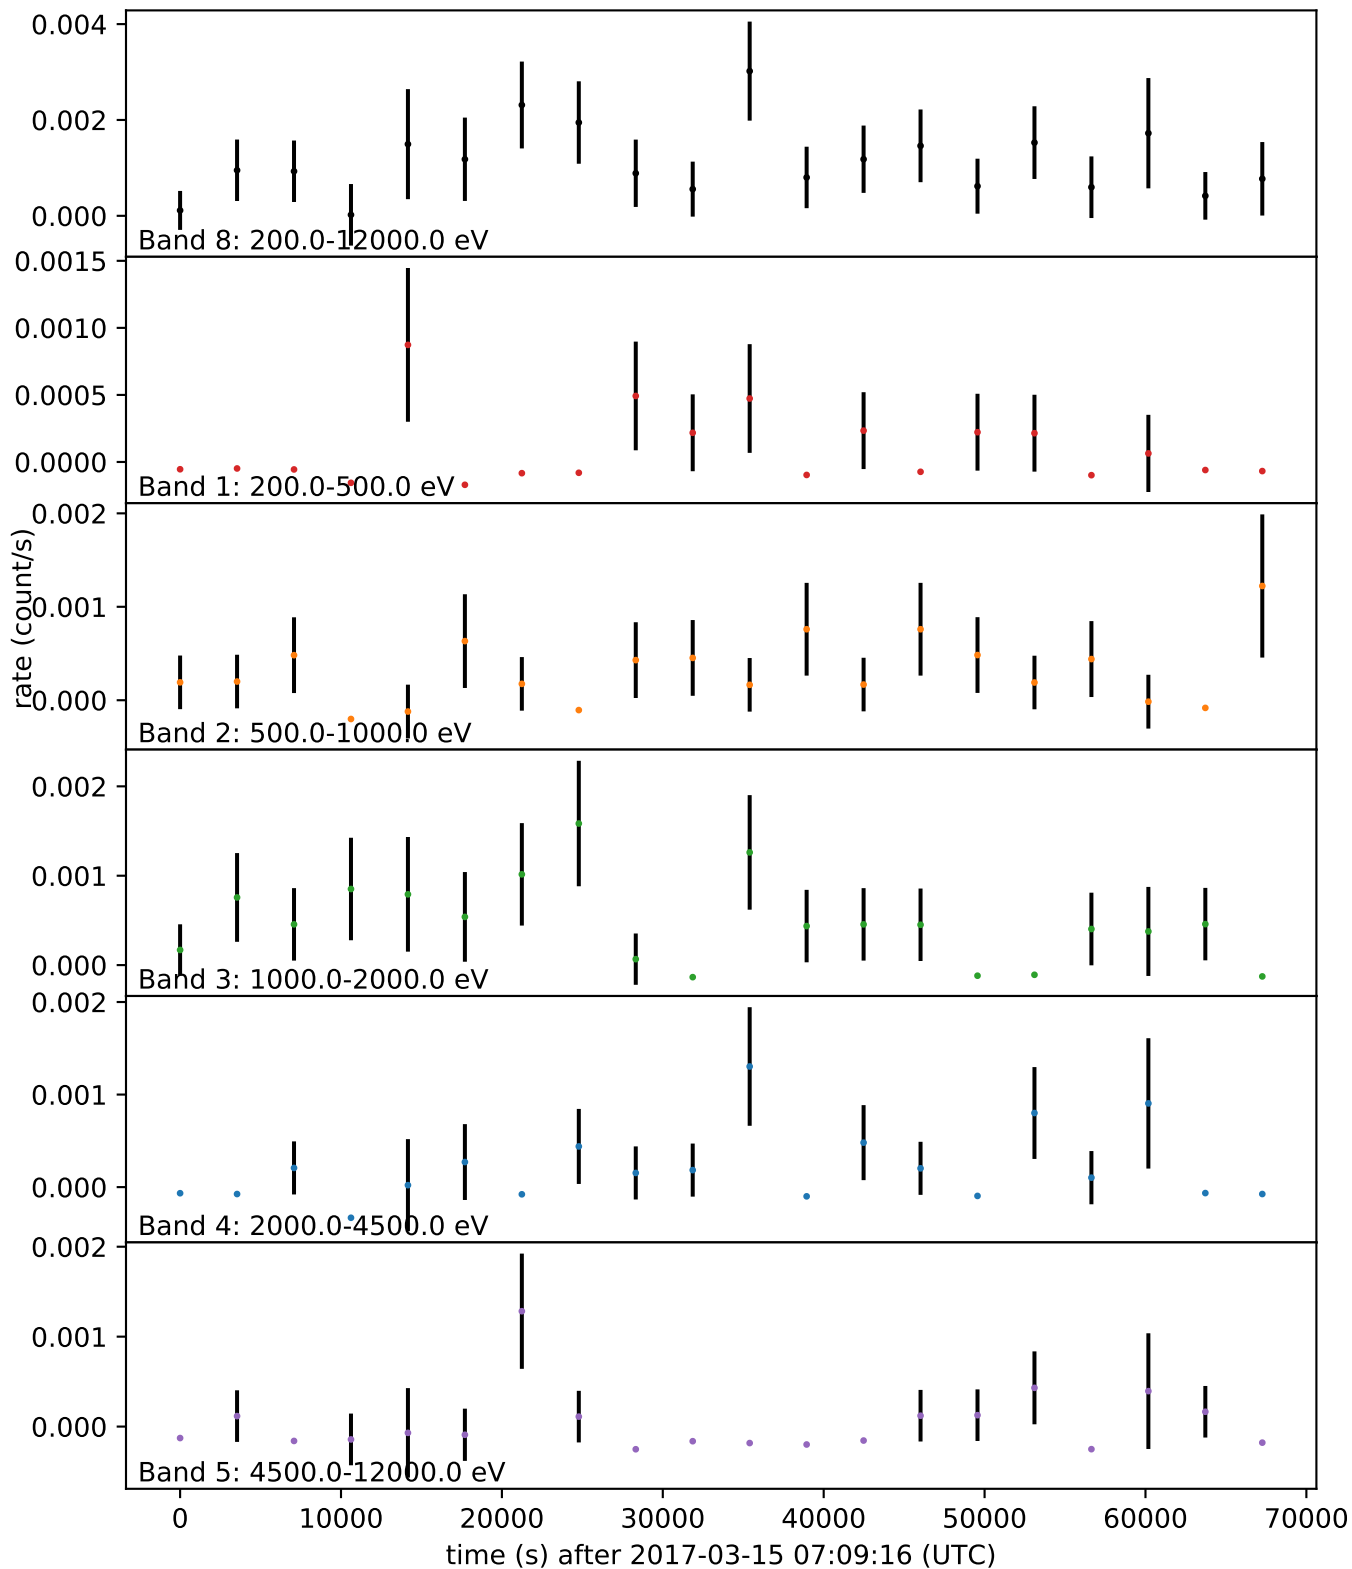 0.004
0.002
0.000
Band 8: 200.0-12000.0 eV
0.0015
0.0010
0.0005
0.0000
Band 1: 200.0-500.0 eV
0.002
0.001
0.000
Band 2: 500.0-1000.0 eV
rate (count/s)
0.002
0.001
0.000
Band 3: 1000.0-2000.0 eV
0.002
0.001
0.000
Band 4: 2000.0-4500.0 eV
0.002
0.001
0.000
Band 5: 4500.0-12000.0 eV
0 10000 20000 30000 40000 50000 60000 70000
time (s) after 2017-03-15 07:09:16 (UTC)